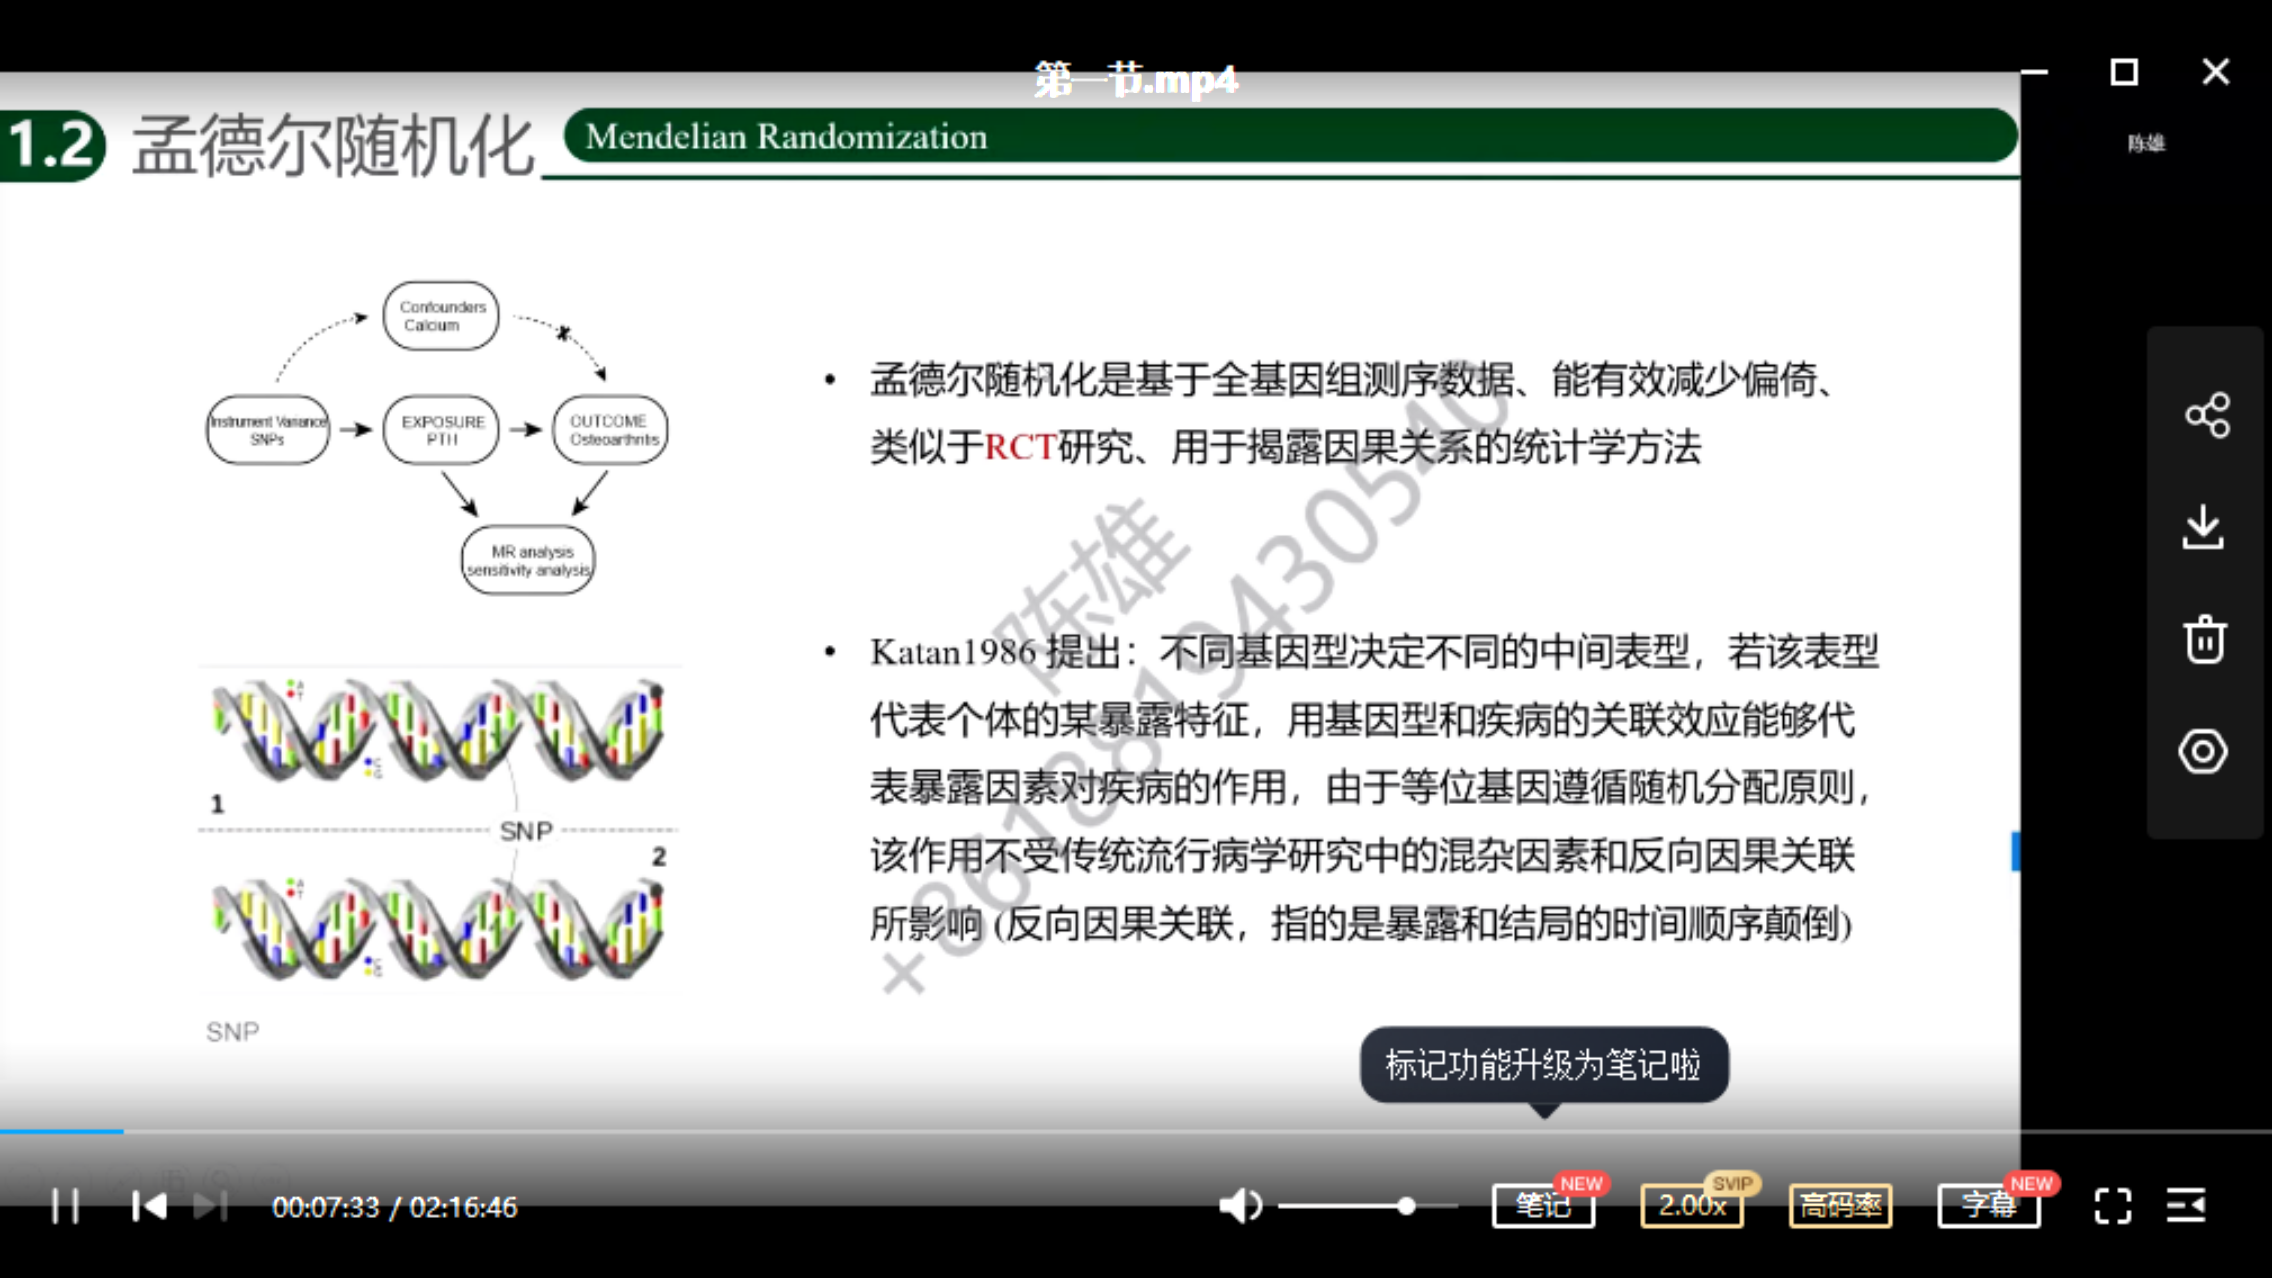 第一节.mp4
1.2 孟德尔随机化 Mendelian Randomization
陈雄
Confounders
Calcium
Instrument Variance
SNPs
EXPOSURE
PTH
OUTCOME
Osteoarthritis
MR analysis
sensitivity analysis
1
SNP
2
SNP
• 孟德尔随机化是基于全基因组测序数据、能有效减少偏倚、
类似于RCT研究、用于揭露因果关系的统计学方法
• Katan1986 提出：不同基因型决定不同的中间表型，若该表型
代表个体的某暴露特征，用基因型和疾病的关联效应能够代
表暴露因素对疾病的作用，由于等位基因遵循随机分配原则，
该作用不受传统流行病学研究中的混杂因素和反向因果关联
所影响 (反向因果关联，指的是暴露和结局的时间顺序颠倒)
陈雄
+8613819430540
标记功能升级为笔记啦
00:07:33 / 02:16:46
笔记 NEW
2.00x SVIP
高码率
字幕 NEW